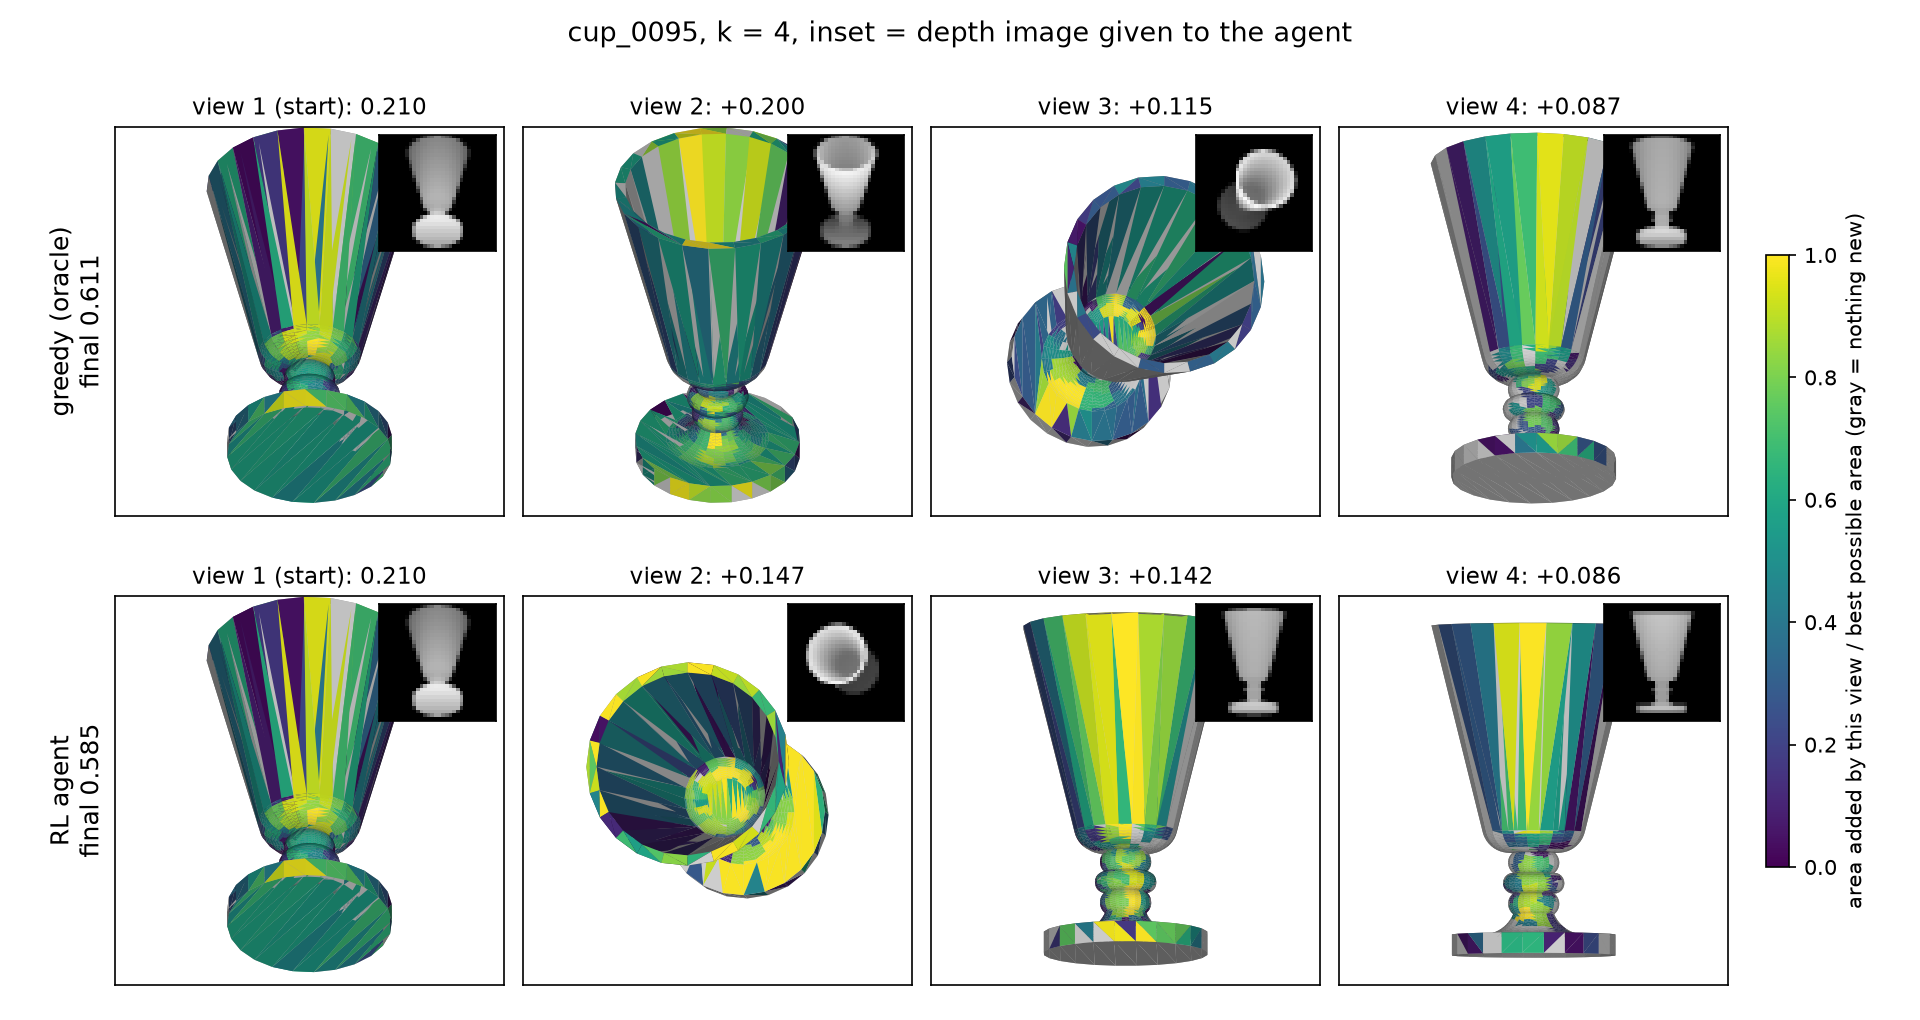 cup_0095, k = 4, inset = depth image given to the agent
greedy (oracle)
final 0.611
view 1 (start): 0.210
view 2: +0.200
view 3: +0.115
view 4: +0.087
RL agent
final 0.585
view 1 (start): 0.210
view 2: +0.147
view 3: +0.142
view 4: +0.086
1.0
0.8
0.6
0.4
0.2
0.0
area added by this view / best possible area (gray = nothing new)